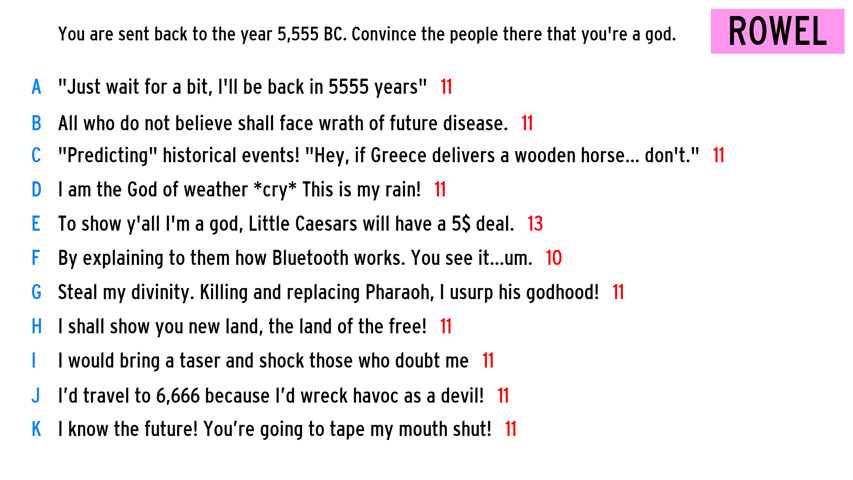 You are sent back to the year 5,555 BC. Convince the people there that you're a god.
ROWEL
A "Just wait for a bit, I'll be back in 5555 years" 11
B All who do not believe shall face wrath of future disease. 11
C "Predicting" historical events! "Hey, if Greece delivers a wooden horse... don't." 11
D I am the God of weather *cry* This is my rain! 11
E To show y'all I'm a god, Little Caesars will have a 5$ deal. 13
F By explaining to them how Bluetooth works. You see it...um. 10
G Steal my divinity. Killing and replacing Pharaoh, I usurp his godhood! 11
H I shall show you new land, the land of the free! 11
I I would bring a taser and shock those who doubt me 11
J I’d travel to 6,666 because I’d wreck havoc as a devil! 11
K I know the future! You’re going to tape my mouth shut! 11